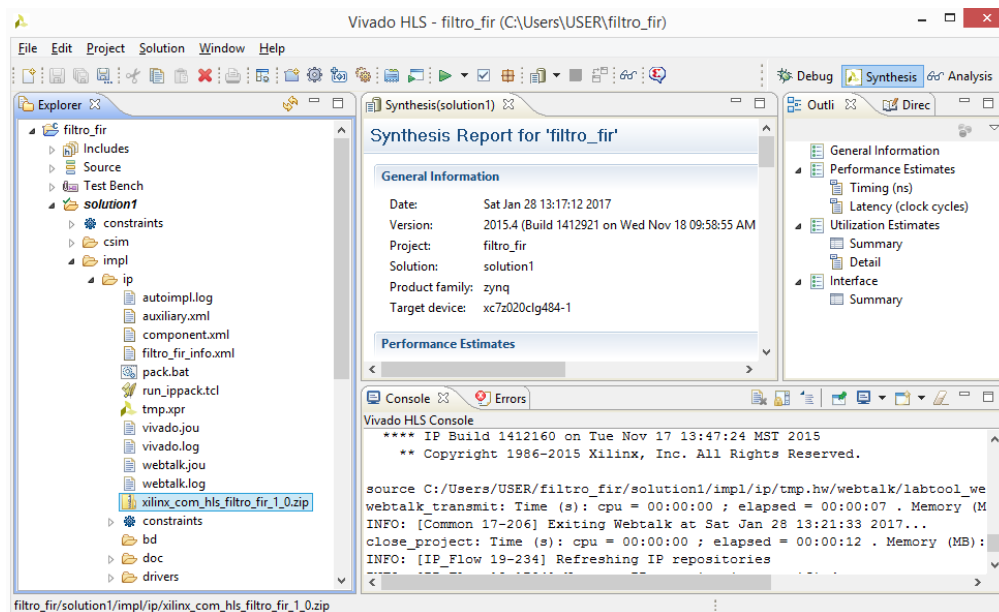 Vivado HLS - filtro_fir (C:\Users\USER\filtro_fir)
File Edit Project Solution Window Help
Debug Synthesis Analysis
Explorer
filtro_fir
Includes
Source
Test Bench
solution1
constraints
csim
impl
ip
autoimpl.log
auxiliary.xml
component.xml
filtro_fir_info.xml
pack.bat
run_ippack.tcl
tmp.xpr
vivado.jou
vivado.log
webtalk.jou
webtalk.log
xilinx_com_hls_filtro_fir_1_0.zip
constraints
bd
doc
drivers
Synthesis(solution1)
Synthesis Report for 'filtro_fir'
General Information
Date: Sat Jan 28 13:17:12 2017
Version: 2015.4 (Build 1412921 on Wed Nov 18 09:58:55 AM
Project: filtro_fir
Solution: solution1
Product family: zynq
Target device: xc7z020clg484-1
Performance Estimates
Outli Direc
General Information
Performance Estimates
Timing (ns)
Latency (clock cycles)
Utilization Estimates
Summary
Detail
Interface
Summary
Console Errors
Vivado HLS Console
**** IP Build 1412160 on Tue Nov 17 13:47:24 MST 2015
** Copyright 1986-2015 Xilinx, Inc. All Rights Reserved.
source C:/Users/USER/filtro_fir/solution1/impl/ip/tmp.hw/webtalk/labtool_we
webtalk_transmit: Time (s): cpu = 00:00:00 ; elapsed = 00:00:07 . Memory (M
INFO: [Common 17-206] Exiting Webtalk at Sat Jan 28 13:21:33 2017...
close_project: Time (s): cpu = 00:00:00 ; elapsed = 00:00:12 . Memory (MB):
INFO: [IP_Flow 19-234] Refreshing IP repositories
filtro_fir/solution1/impl/ip/xilinx_com_hls_filtro_fir_1_0.zip